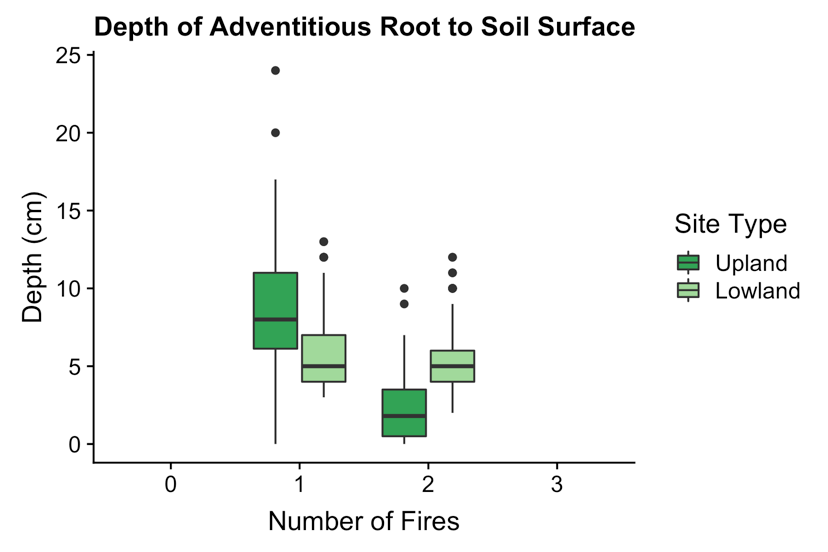 Depth of Adventitious Root to Soil Surface
25
20
15
10
5
0
Depth (cm)
0 1 2 3
Number of Fires
Site Type
Upland
Lowland